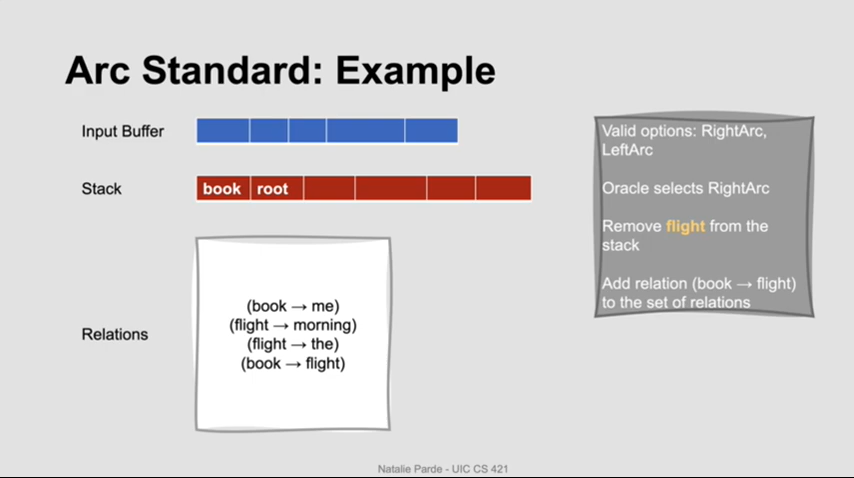 Arc Standard: Example
Input Buffer
Stack
book root
Relations
(book → me)
(flight → morning)
(flight → the)
(book → flight)
Valid options: RightArc,
LeftArc
Oracle selects RightArc
Remove flight from the
stack
Add relation (book → flight)
to the set of relations
Natalie Parde - UIC CS 421